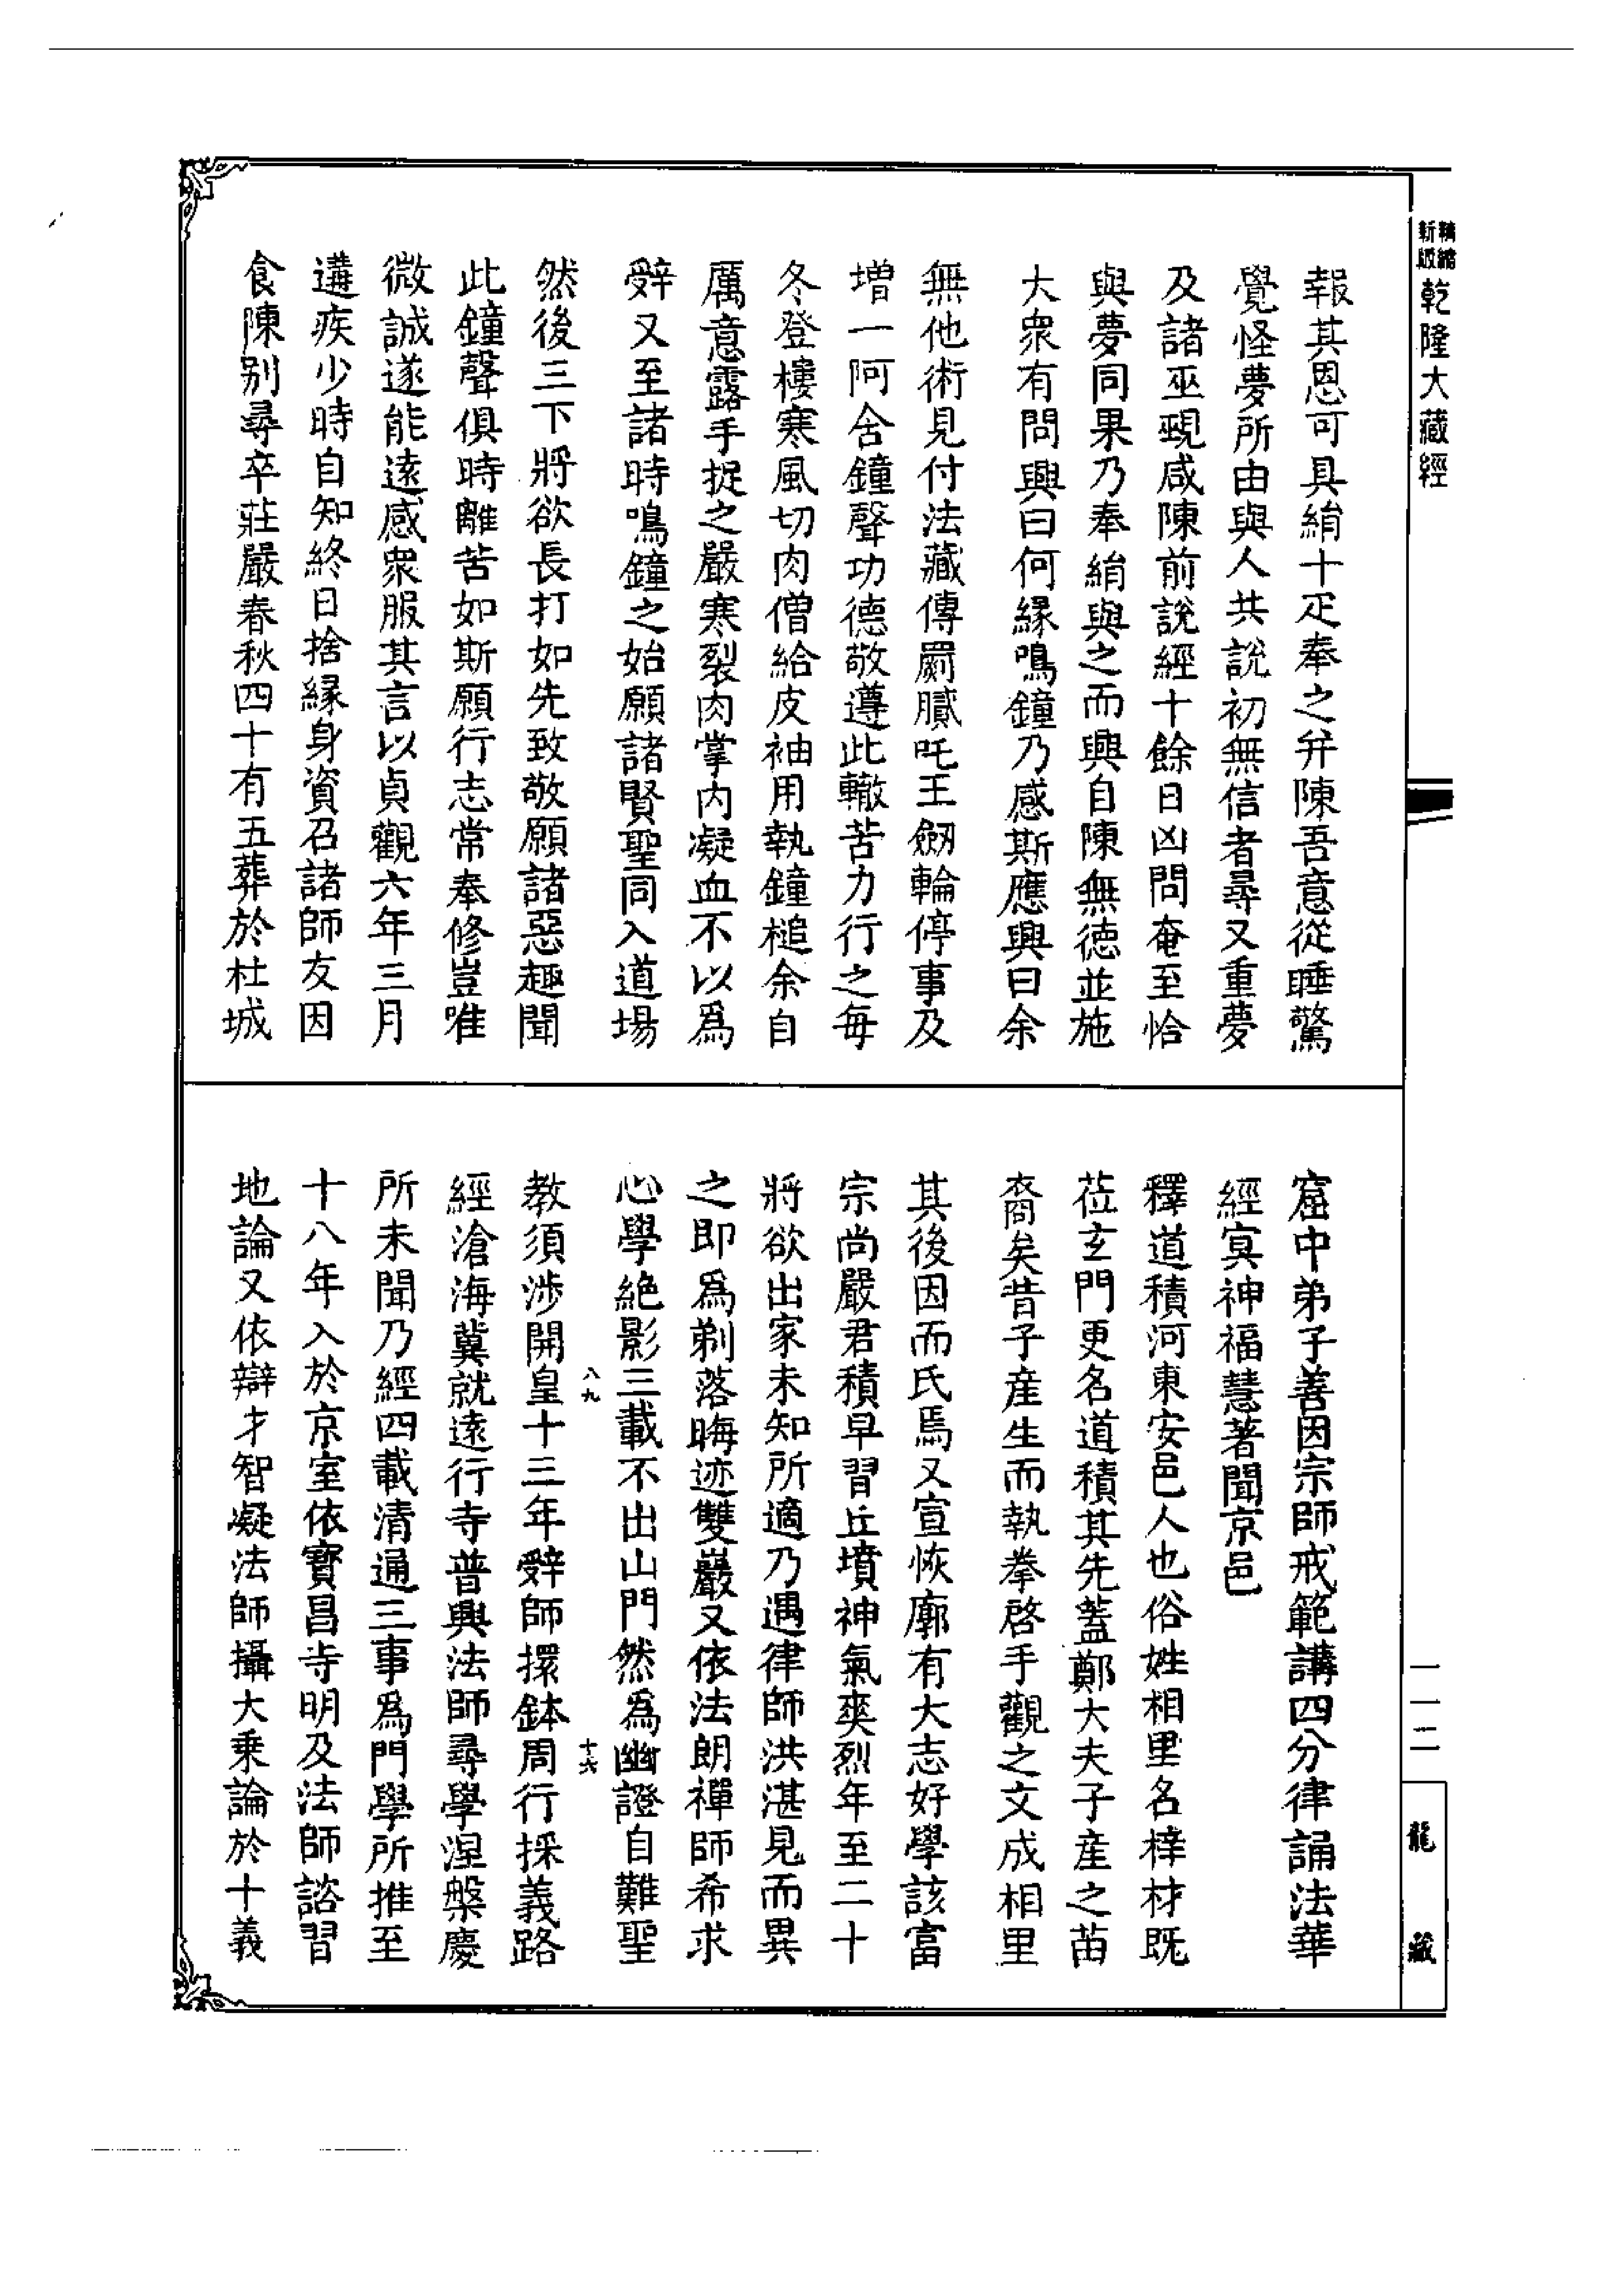 精縮新版乾隆大藏經
報其恩可具絹十疋奉之并陳吾意從睡驚
覺怪夢所由與人共說初無信者尋又重夢
及諸巫覡咸陳前說經十餘日凶問奄至恰
與夢同果乃奉絹與之而興自陳無德並施
大衆有問興曰何緣鳴鐘乃感斯應興曰余
無他術見付法藏傳罽膩吒王劒輪停事及
增一阿含鐘聲功德敬遵此轍苦力行之每
冬登樓寒風切肉僧給皮袖用執鐘槌余自
厲意露手捉之嚴寒裂肉掌內凝血不以為
辤又至諸時鳴鐘之始願諸賢聖同入道場
然後三下將欲長打如先致敬願諸惡趣聞
此鐘聲俱時離苦如斯願行志常奉修豈唯
微誠遂能遠感衆服其言以貞觀六年三月
遘疾少時自知終日捨緣身資召諸師友因
食陳別尋卒莊嚴春秋四十有五葬於杜城
窟中弟子善因宗師戒範講四分律誦法華
經寘神福慧著聞京邑
釋道積河東安邑人也俗姓相里名梓材既
莅玄門更名道積其先蓋鄭大夫子產之苗
裔矣昔子產生而執拳啓手觀之文成相里
其後因而氏焉又宣恢廓有大志好學該富
宗尚嚴君積早習丘墳神氣爽烈年至二十
將欲出家未知所適乃遇律師洪湛見而異
之即為剃落晦迹雙巖又依法朗禪師希求
心學絕影三載不出山門然為幽證自難聖
教須涉開皇十三年辤師擐鉢周行採義路
八九
十六
經滄海冀就遠行寺普興法師尋學涅槃慶
所未聞乃經四載清通三事為門學所推至
十八年入於京室依寶昌寺明及法師諮習
地論又依辯才智凝法師攝大乘論於十義
一一二
龍藏